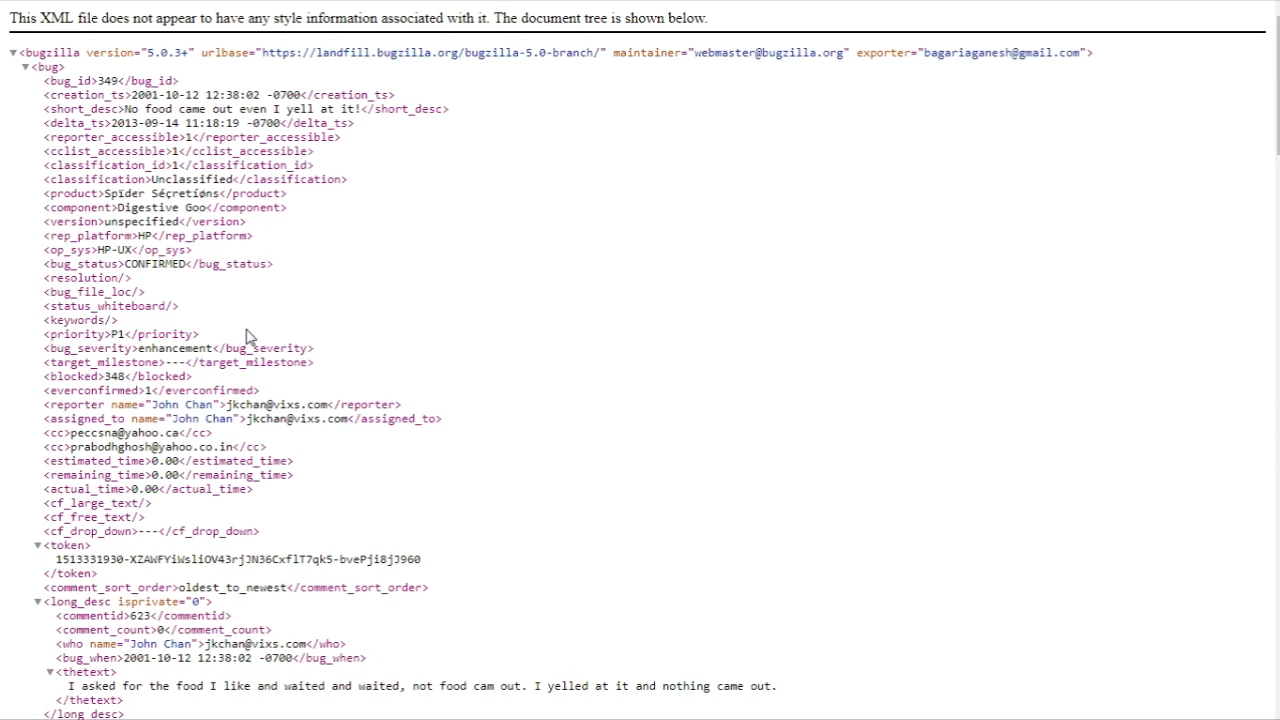 This XML file does not appear to have any style information associated with it. The document tree is shown below.
▼<bugzilla version="5.0.3+" urlbase="https://landfill.bugzilla.org/bugzilla-5.0-branch/" maintainer="webmaster@bugzilla.org" exporter="bagariaganesh@gmail.com">
▼<bug>
<bug_id>349</bug_id>
<creation_ts>2001-10-12 12:38:02 -0700</creation_ts>
<short_desc>No food came out even I yell at it!</short_desc>
<delta_ts>2013-09-14 11:18:19 -0700</delta_ts>
<reporter_accessible>1</reporter_accessible>
<cclist_accessible>1</cclist_accessible>
<classification_id>1</classification_id>
<classification>Unclassified</classification>
<product>Spïder Séçretíøns</product>
<component>Digestive Goo</component>
<version>unspecified</version>
<rep_platform>HP</rep_platform>
<op_sys>HP-UX</op_sys>
<bug_status>CONFIRMED</bug_status>
<resolution/>
<bug_file_loc/>
<status_whiteboard/>
<keywords/>
<priority>P1</priority>
<bug_severity>enhancement</bug_severity>
<target_milestone>---</target_milestone>
<blocked>348</blocked>
<everconfirmed>1</everconfirmed>
<reporter name="John Chan">jkchan@vixs.com</reporter>
<assigned_to name="John Chan">jkchan@vixs.com</assigned_to>
<cc>peccsna@yahoo.ca</cc>
<cc>prabodhghosh@yahoo.co.in</cc>
<estimated_time>0.00</estimated_time>
<remaining_time>0.00</remaining_time>
<actual_time>0.00</actual_time>
<cf_large_text/>
<cf_free_text/>
<cf_drop_down>---</cf_drop_down>
▼<token>
1513331930-XZAWFYiWsliOV43rjJN36CxflT7qk5-bvePji8jJ960
</token>
<comment_sort_order>oldest_to_newest</comment_sort_order>
▼<long_desc isprivate="0">
<commentid>623</commentid>
<comment_count>0</comment_count>
<who name="John Chan">jkchan@vixs.com</who>
<bug_when>2001-10-12 12:38:02 -0700</bug_when>
▼<thetext>
I asked for the food I like and waited and waited, not food cam out. I yelled at it and nothing came out.
</thetext>
</long_desc>